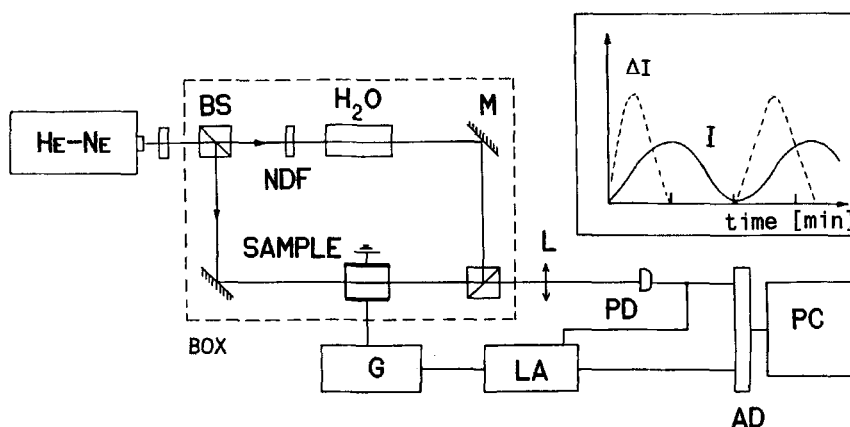 HE-NE
BS
H₂O
M
NDF
SAMPLE
L
PD
BOX
G
LA
AD
PC
ΔI
I
time [min]